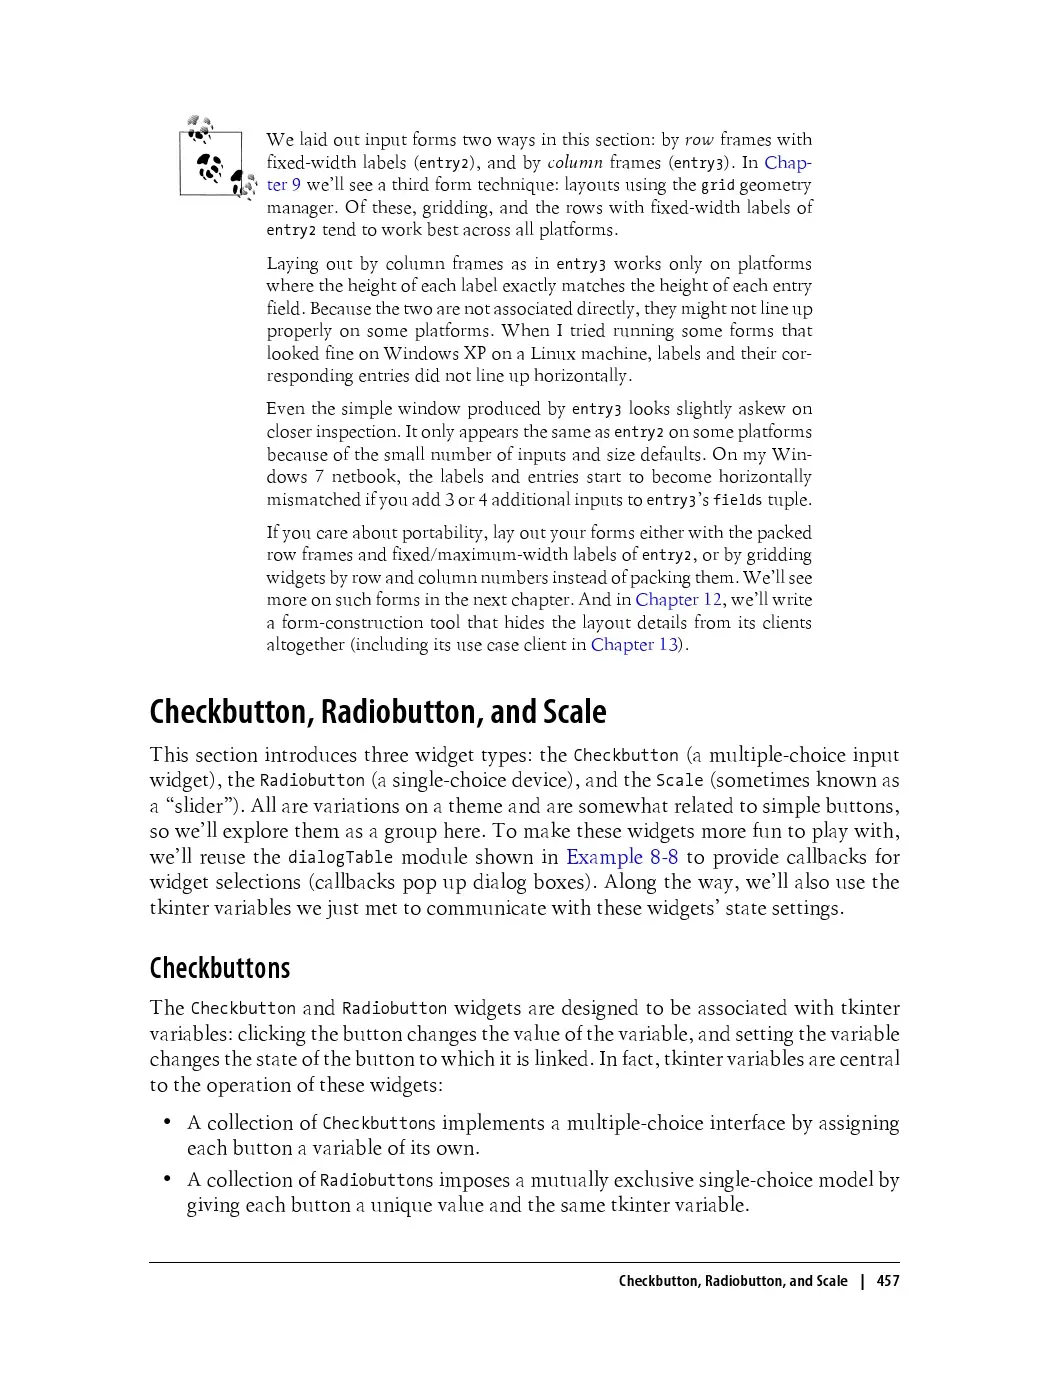 We laid out input forms two ways in this section: by row frames with
fixed-width labels (entry2), and by column frames (entry3). In Chap-
ter 9 we’ll see a third form technique: layouts using the grid geometry
manager. Of these, gridding, and the rows with fixed-width labels of
entry2 tend to work best across all platforms.
Laying out by column frames as in entry3 works only on platforms
where the height of each label exactly matches the height of each entry
field. Because the two are not associated directly, they might not line up
properly on some platforms. When I tried running some forms that
looked fine on Windows XP on a Linux machine, labels and their cor-
responding entries did not line up horizontally.
Even the simple window produced by entry3 looks slightly askew on
closer inspection. It only appears the same as entry2 on some platforms
because of the small number of inputs and size defaults. On my Win-
dows 7 netbook, the labels and entries start to become horizontally
mismatched if you add 3 or 4 additional inputs to entry3’s fields tuple.
If you care about portability, lay out your forms either with the packed
row frames and fixed/maximum-width labels of entry2, or by gridding
widgets by row and column numbers instead of packing them. We’ll see
more on such forms in the next chapter. And in Chapter 12, we’ll write
a form-construction tool that hides the layout details from its clients
altogether (including its use case client in Chapter 13).
Checkbutton, Radiobutton, and Scale
This section introduces three widget types: the Checkbutton (a multiple-choice input
widget), the Radiobutton (a single-choice device), and the Scale (sometimes known as
a “slider”). All are variations on a theme and are somewhat related to simple buttons,
so we’ll explore them as a group here. To make these widgets more fun to play with,
we’ll reuse the dialogTable module shown in Example 8-8 to provide callbacks for
widget selections (callbacks pop up dialog boxes). Along the way, we’ll also use the
tkinter variables we just met to communicate with these widgets’ state settings.
Checkbuttons
The Checkbutton and Radiobutton widgets are designed to be associated with tkinter
variables: clicking the button changes the value of the variable, and setting the variable
changes the state of the button to which it is linked. In fact, tkinter variables are central
to the operation of these widgets:
• A collection of Checkbuttons implements a multiple-choice interface by assigning
each button a variable of its own.
• A collection of Radiobuttons imposes a mutually exclusive single-choice model by
giving each button a unique value and the same tkinter variable.
Checkbutton, Radiobutton, and Scale | 457